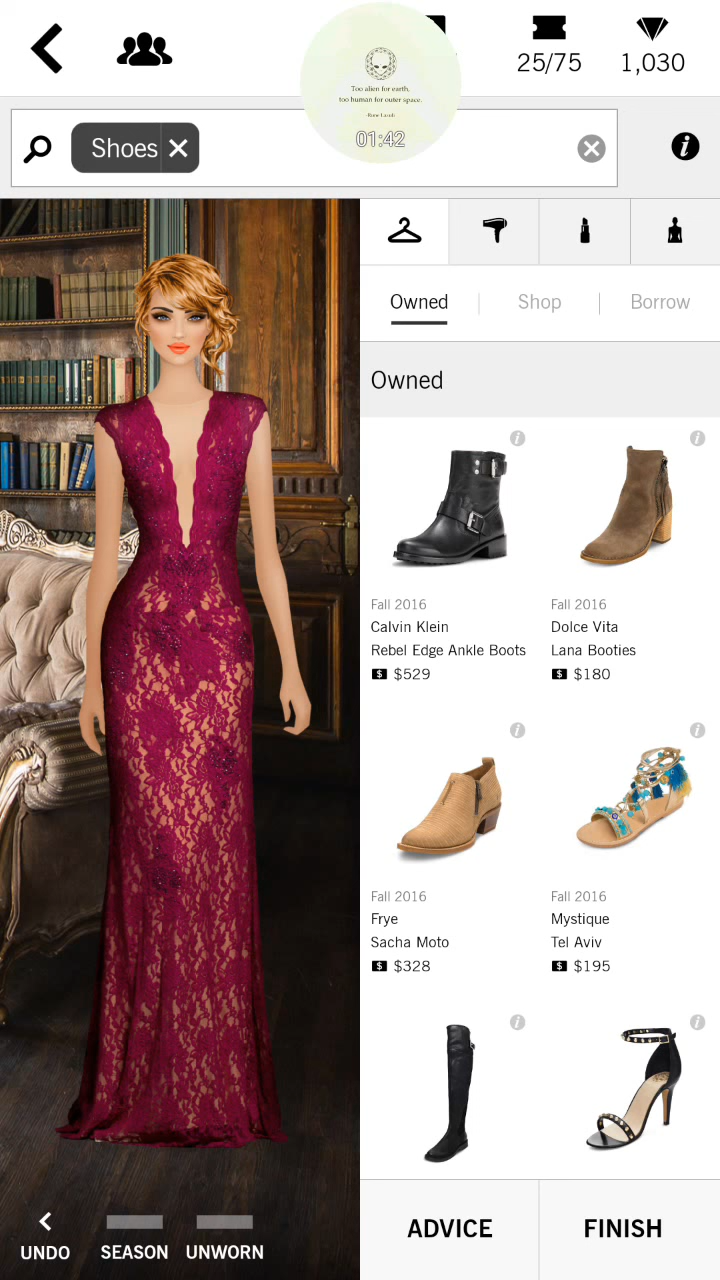 25/75
1,030
Too alien for earth,
too human for outer space.
01:42
Shoes
Owned
Shop
Borrow
Owned
Fall 2016
Calvin Klein
Rebel Edge Ankle Boots
$529
Fall 2016
Dolce Vita
Lana Booties
$180
Fall 2016
Frye
Sacha Moto
$328
Fall 2016
Mystique
Tel Aviv
$195
UNDO
SEASON
UNWORN
ADVICE
FINISH